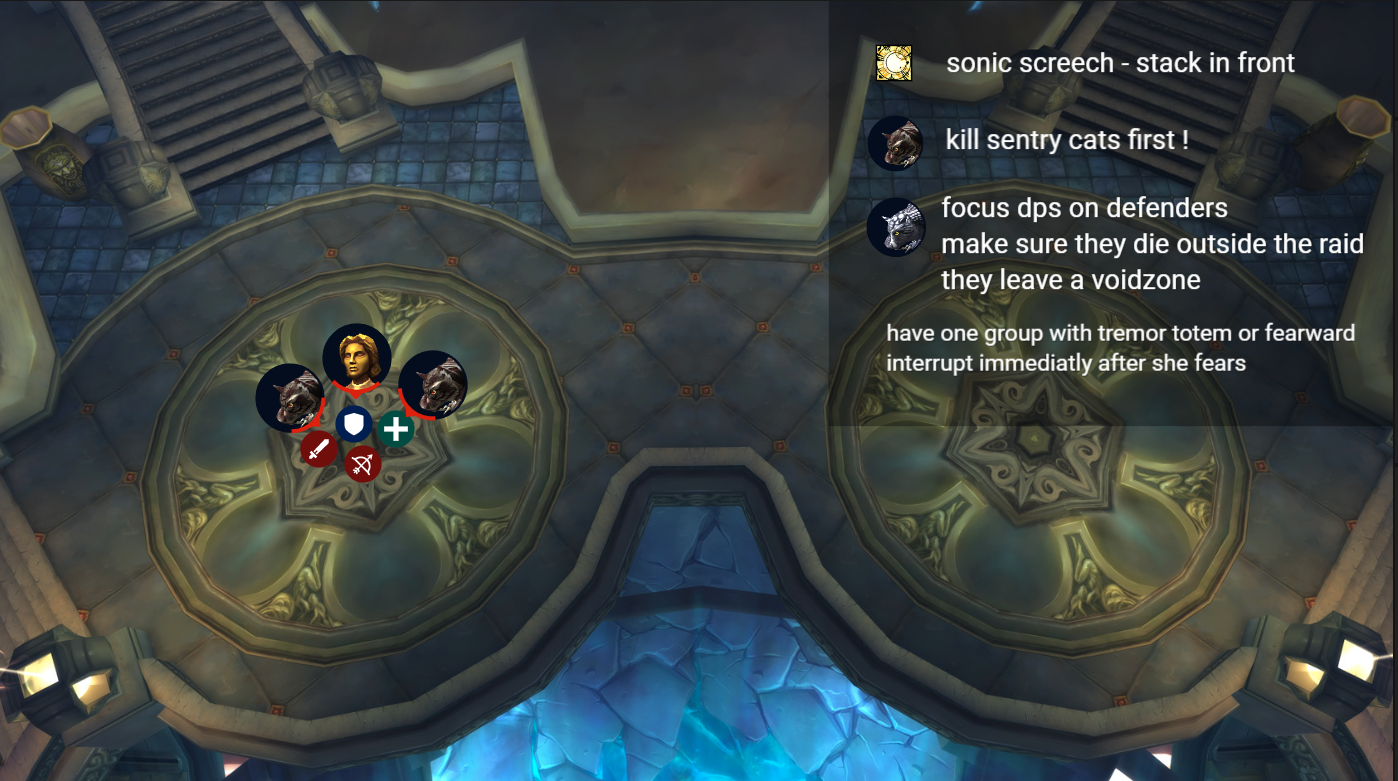 sonic screech - stack in front
kill sentry cats first !
focus dps on defenders
make sure they die outside the raid
they leave a voidzone
have one group with tremor totem or fearward
interrupt immediatly after she fears